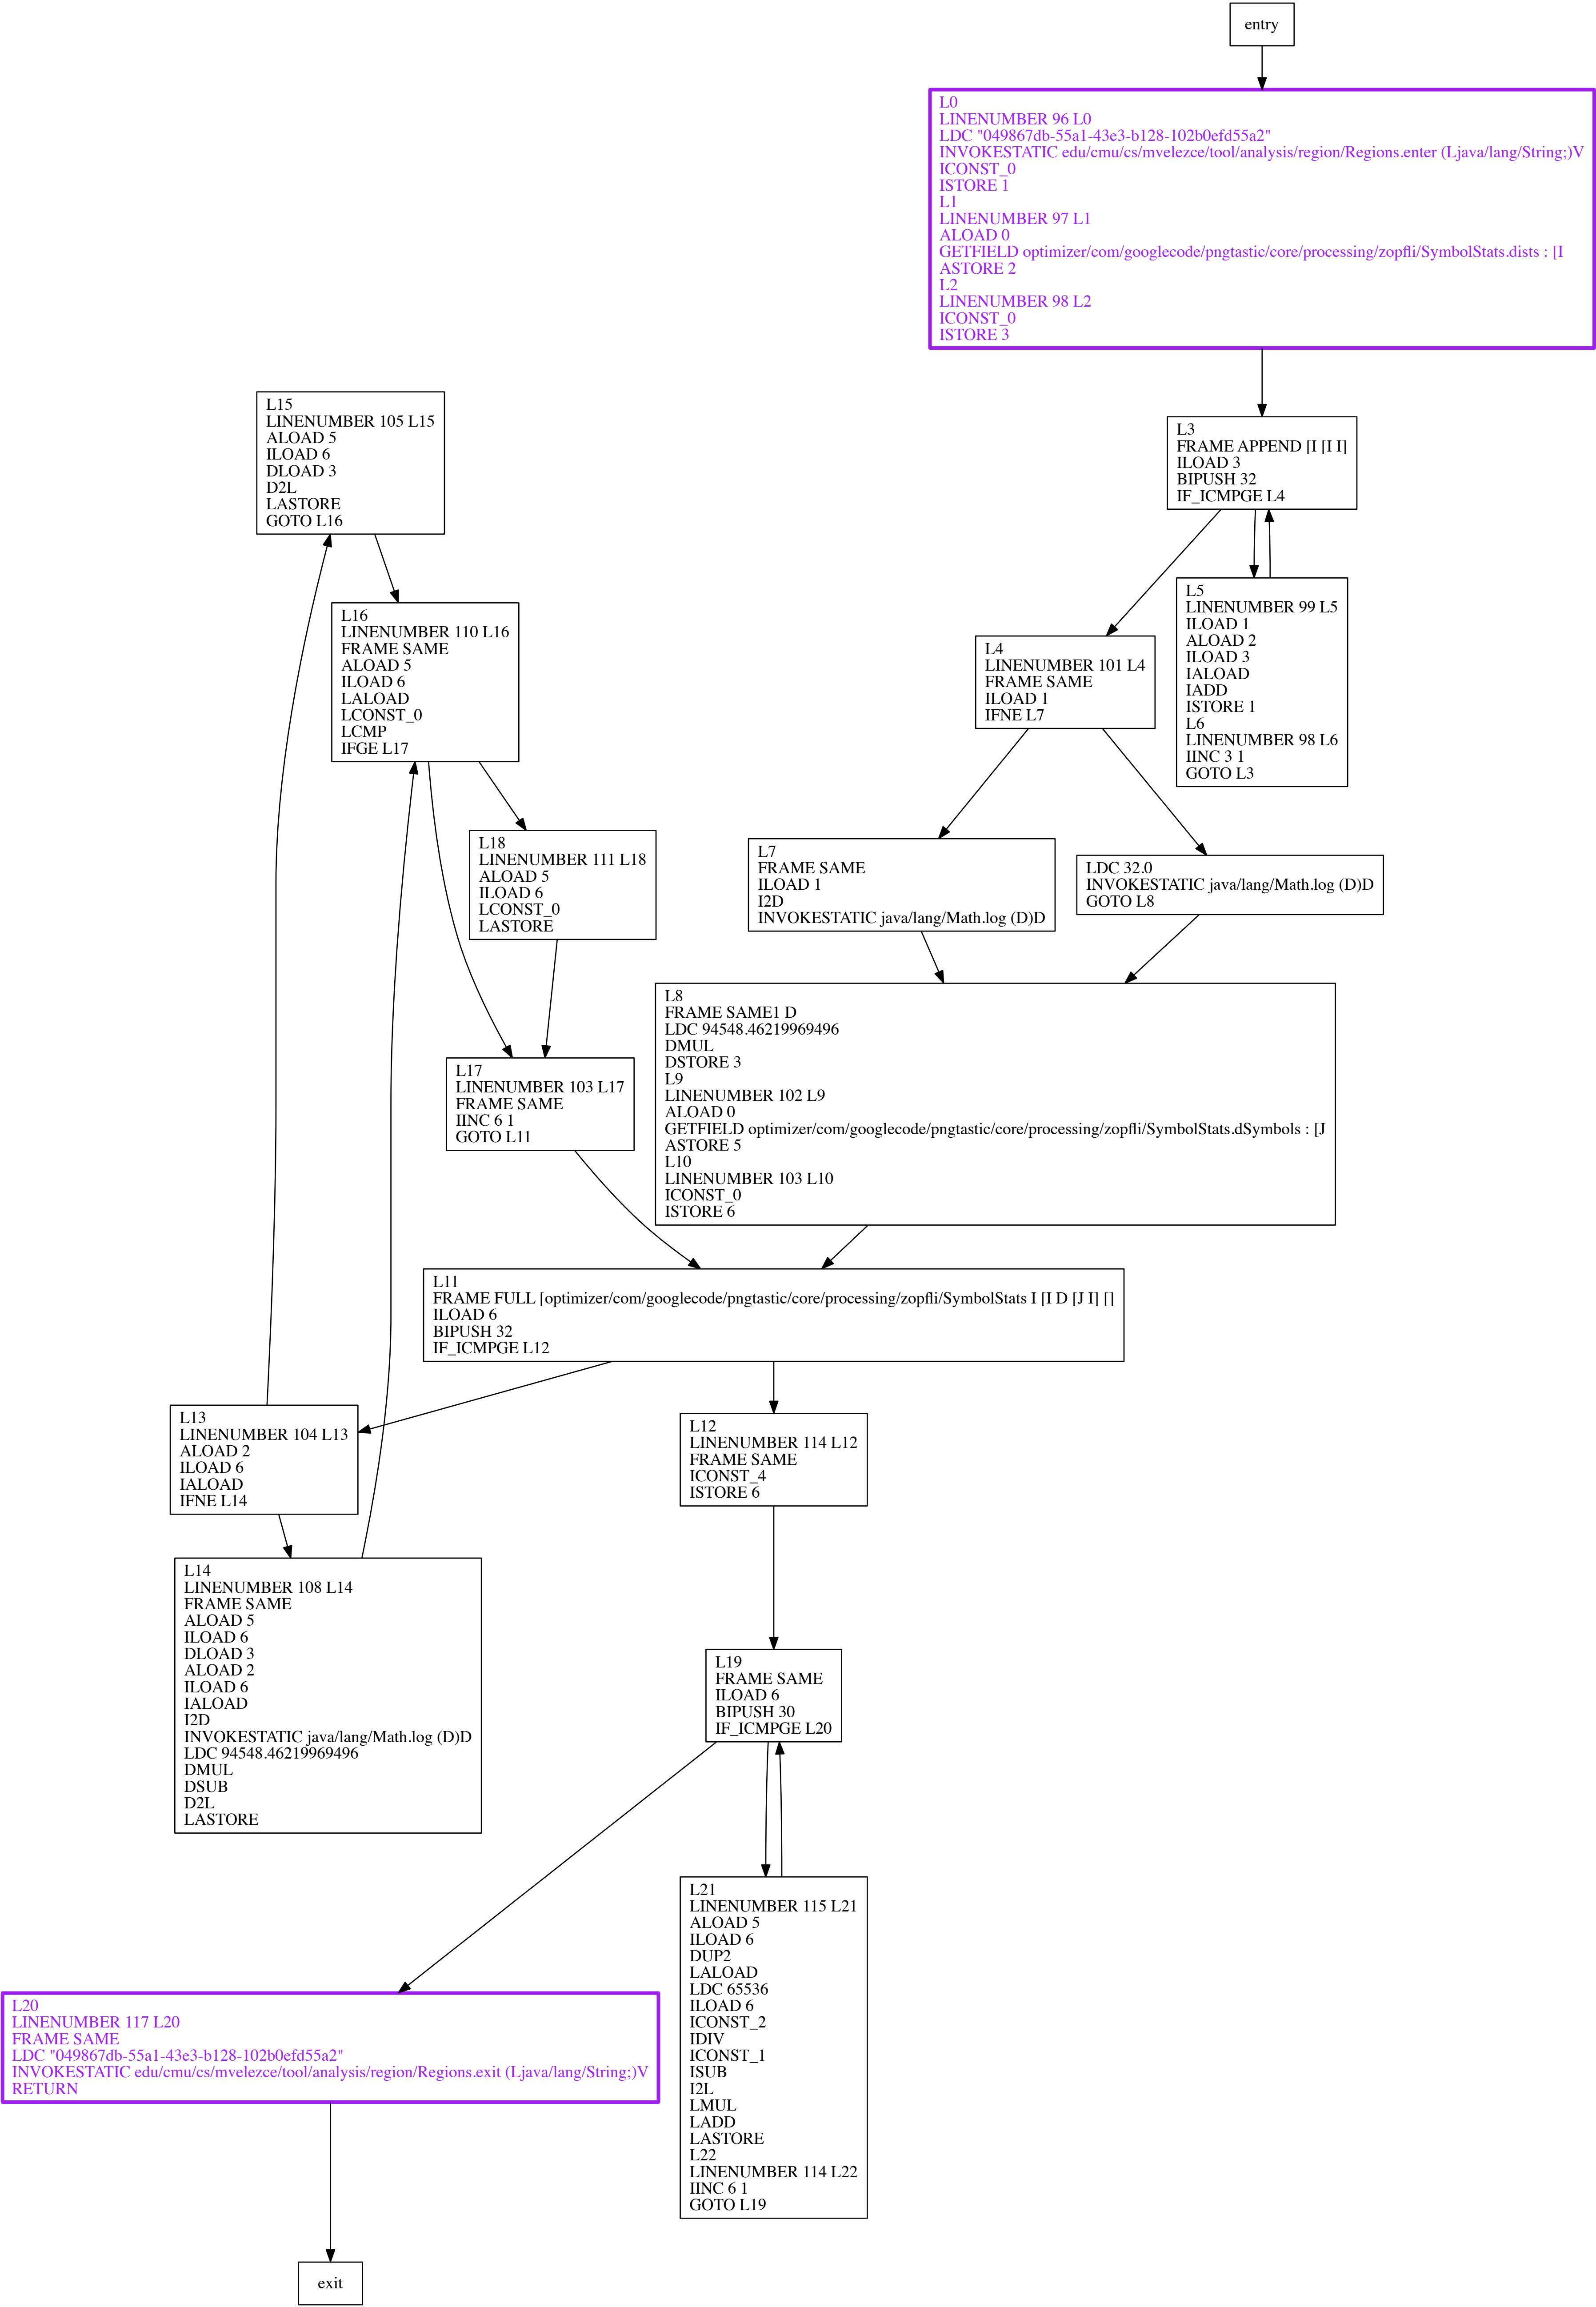 entry
L0
LINENUMBER 96 L0
LDC "049867db-55a1-43e3-b128-102b0efd55a2"
INVOKESTATIC edu/cmu/cs/mvelezce/tool/analysis/region/Regions.enter (Ljava/lang/String;)V
ICONST_0
ISTORE 1
L1
LINENUMBER 97 L1
ALOAD 0
GETFIELD optimizer/com/googlecode/pngtastic/core/processing/zopfli/SymbolStats.dists : [I
ASTORE 2
L2
LINENUMBER 98 L2
ICONST_0
ISTORE 3
L3
FRAME APPEND [I [I I]
ILOAD 3
BIPUSH 32
IF_ICMPGE L4
L5
LINENUMBER 99 L5
ILOAD 1
ALOAD 2
ILOAD 3
IALOAD
IADD
ISTORE 1
L6
LINENUMBER 98 L6
IINC 3 1
GOTO L3
L4
LINENUMBER 101 L4
FRAME SAME
ILOAD 1
IFNE L7
L7
FRAME SAME
ILOAD 1
I2D
INVOKESTATIC java/lang/Math.log (D)D
LDC 32.0
INVOKESTATIC java/lang/Math.log (D)D
GOTO L8
L8
FRAME SAME1 D
LDC 94548.46219969496
DMUL
DSTORE 3
L9
LINENUMBER 102 L9
ALOAD 0
GETFIELD optimizer/com/googlecode/pngtastic/core/processing/zopfli/SymbolStats.dSymbols : [J
ASTORE 5
L10
LINENUMBER 103 L10
ICONST_0
ISTORE 6
L15
LINENUMBER 105 L15
ALOAD 5
ILOAD 6
DLOAD 3
D2L
LASTORE
GOTO L16
L16
LINENUMBER 110 L16
FRAME SAME
ALOAD 5
ILOAD 6
LALOAD
LCONST_0
LCMP
IFGE L17
L18
LINENUMBER 111 L18
ALOAD 5
ILOAD 6
LCONST_0
LASTORE
L17
LINENUMBER 103 L17
FRAME SAME
IINC 6 1
GOTO L11
L11
FRAME FULL [optimizer/com/googlecode/pngtastic/core/processing/zopfli/SymbolStats I [I D [J I] []
ILOAD 6
BIPUSH 32
IF_ICMPGE L12
L13
LINENUMBER 104 L13
ALOAD 2
ILOAD 6
IALOAD
IFNE L14
L12
LINENUMBER 114 L12
FRAME SAME
ICONST_4
ISTORE 6
L14
LINENUMBER 108 L14
FRAME SAME
ALOAD 5
ILOAD 6
DLOAD 3
ALOAD 2
ILOAD 6
IALOAD
I2D
INVOKESTATIC java/lang/Math.log (D)D
LDC 94548.46219969496
DMUL
DSUB
D2L
LASTORE
L19
FRAME SAME
ILOAD 6
BIPUSH 30
IF_ICMPGE L20
L21
LINENUMBER 115 L21
ALOAD 5
ILOAD 6
DUP2
LALOAD
LDC 65536
ILOAD 6
ICONST_2
IDIV
ICONST_1
ISUB
I2L
LMUL
LADD
LASTORE
L22
LINENUMBER 114 L22
IINC 6 1
GOTO L19
L20
LINENUMBER 117 L20
FRAME SAME
LDC "049867db-55a1-43e3-b128-102b0efd55a2"
INVOKESTATIC edu/cmu/cs/mvelezce/tool/analysis/region/Regions.exit (Ljava/lang/String;)V
RETURN
exit